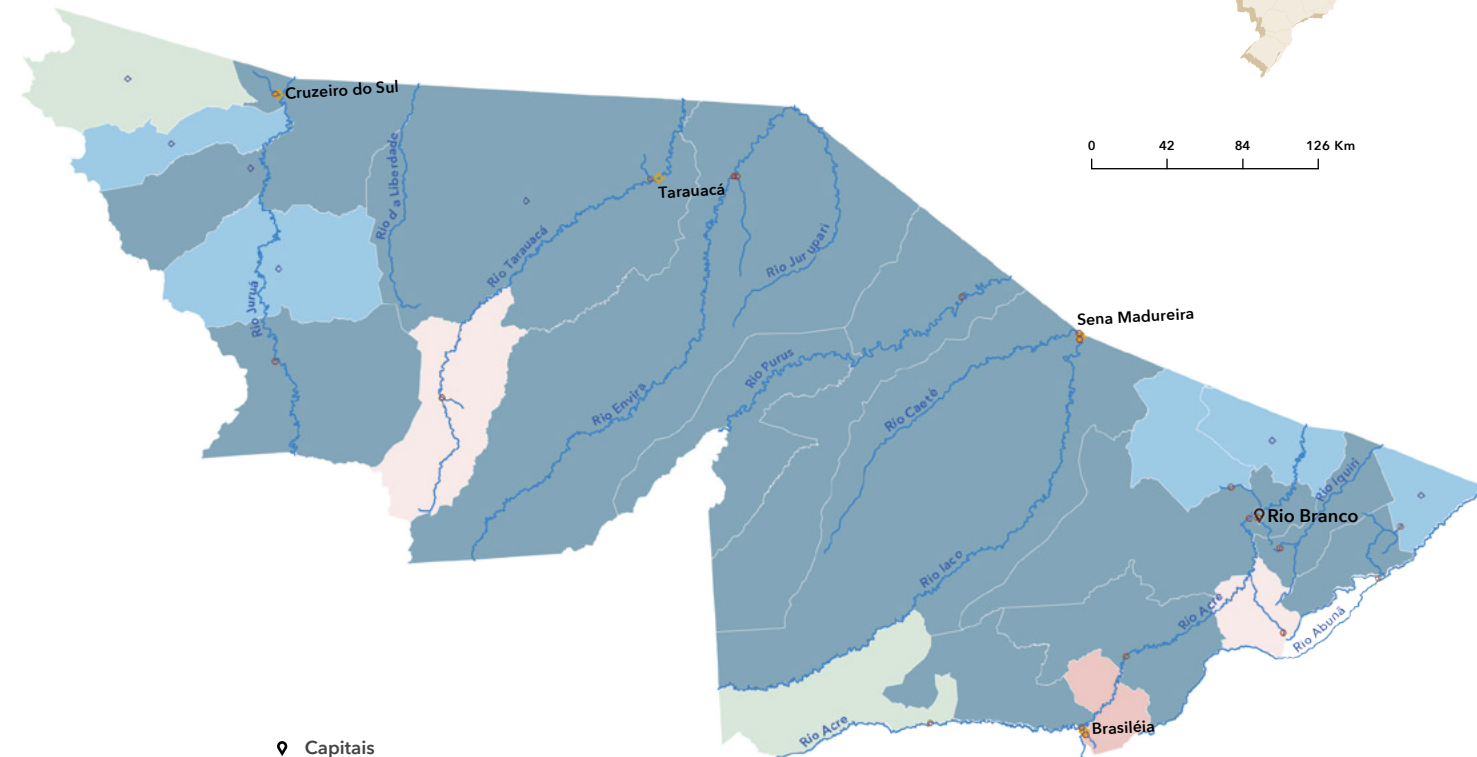 Cruzeiro do Sul
Rio d'a Liberdade
0 42 84 126 Km
Tarauacá
Rio Tarauacá
Rio Jurupari
Rio Juruá
Sena Madureira
Rio Purus
Rio Envira
Rio Caeté
Rio Iquiri
Rio Branco
Rio Iaco
Rio Acre
Rio Abunã
Rio Acre
Brasiléia
Capitais